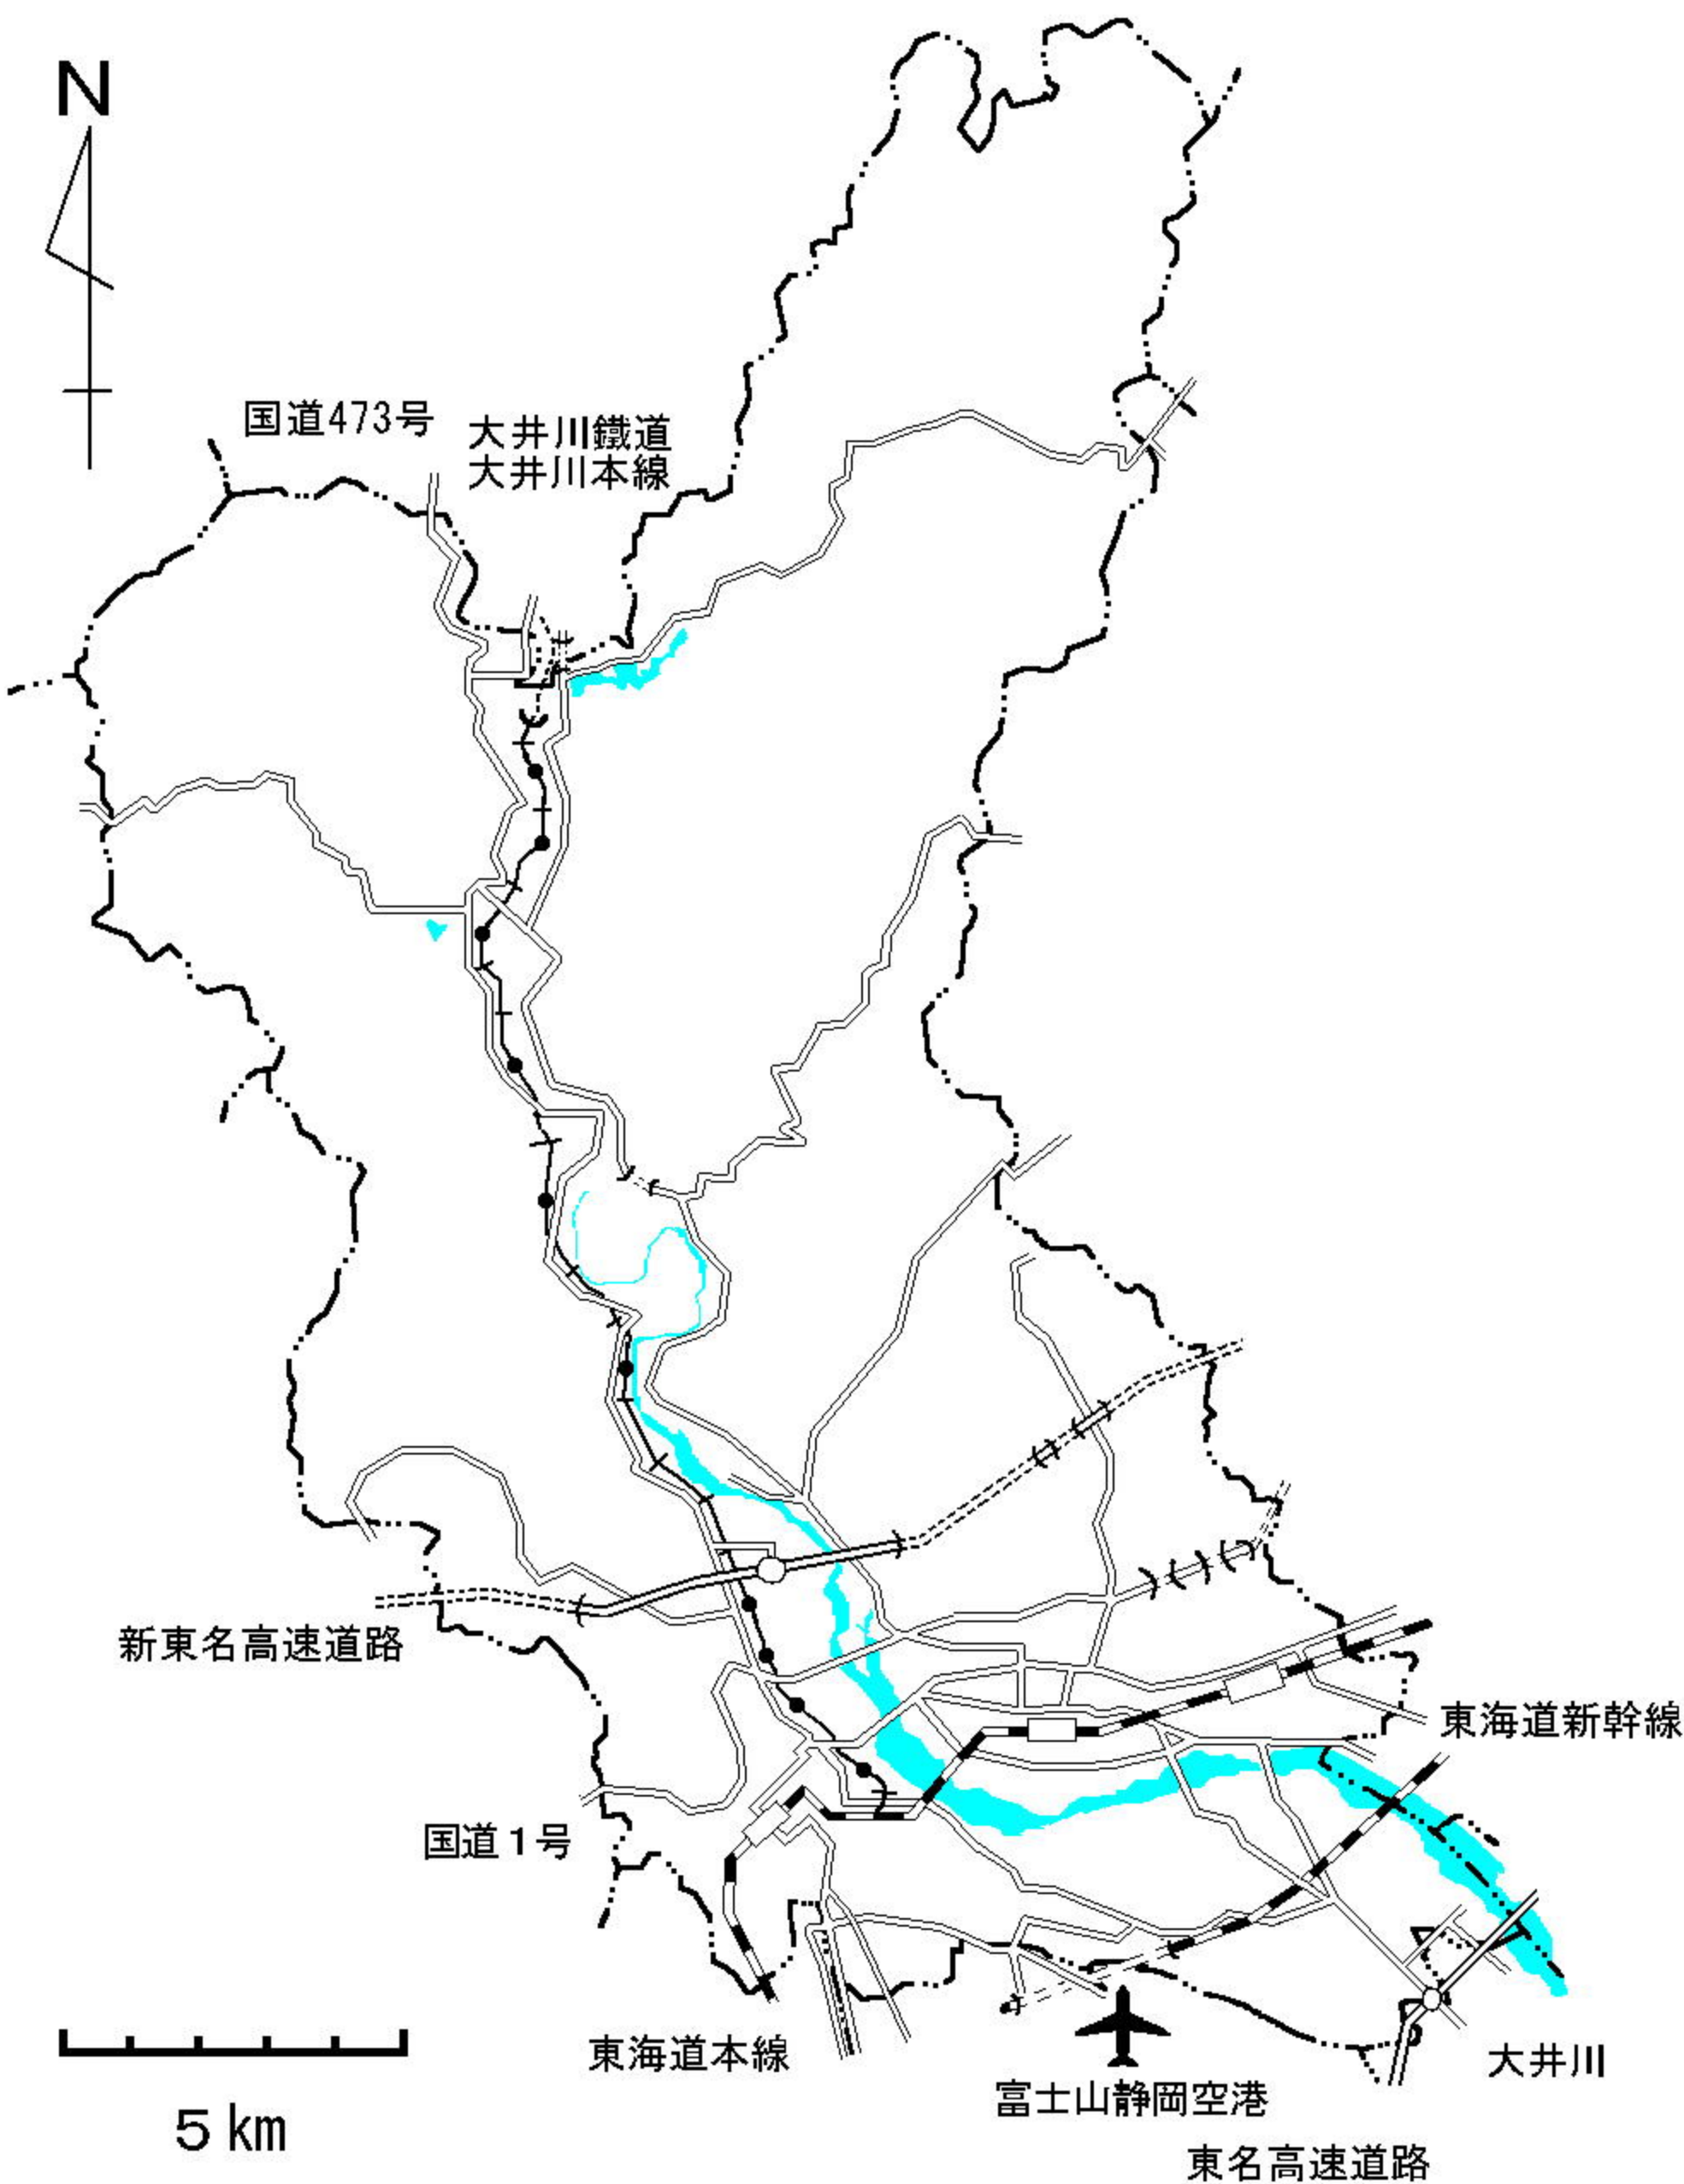 N
国道473号
大井川鐵道
大井川本線
新東名高速道路
東海道新幹線
国道1号
東海道本線
大井川
富士山静岡空港
5km
東名高速道路